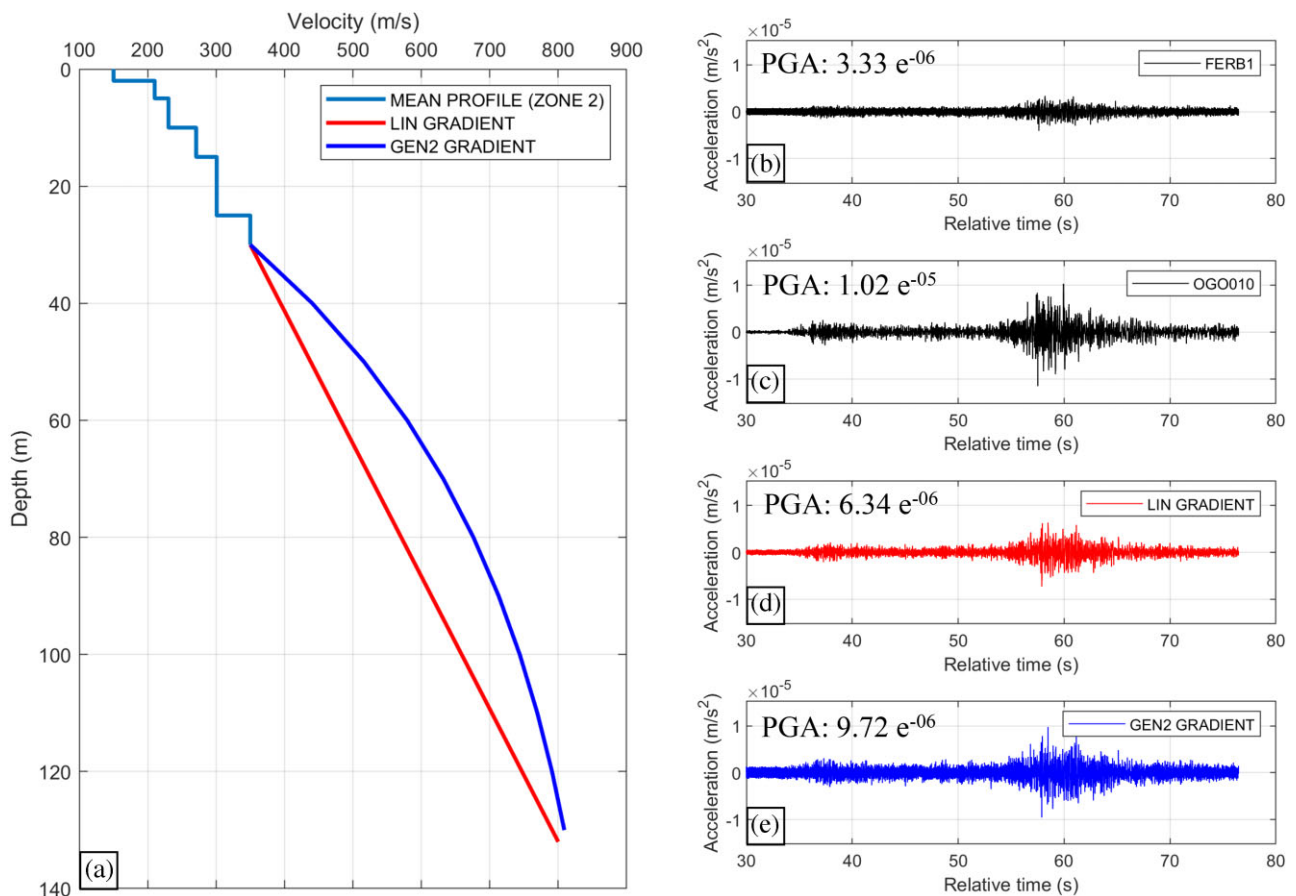 Velocity (m/s)
100 200 300 400 500 600 700 800 900
0
20
40
60
80
100
120
140
Depth (m)
MEAN PROFILE (ZONE 2)
LIN GRADIENT
GEN2 GRADIENT
(a)
×10⁻⁵
PGA: 3.33 e⁻⁰⁶
FERB1
1
0
-1
Acceleration (m/s²)
(b)
30 40 50 60 70 80
Relative time (s)
×10⁻⁵
PGA: 1.02 e⁻⁰⁵
OGO010
1
0
-1
Acceleration (m/s²)
(c)
30 40 50 60 70 80
Relative time (s)
×10⁻⁵
PGA: 6.34 e⁻⁰⁶
LIN GRADIENT
1
0
-1
Acceleration (m/s²)
(d)
30 40 50 60 70 80
Relative time (s)
×10⁻⁵
PGA: 9.72 e⁻⁰⁶
GEN2 GRADIENT
1
0
-1
Acceleration (m/s²)
(e)
30 40 50 60 70 80
Relative time (s)